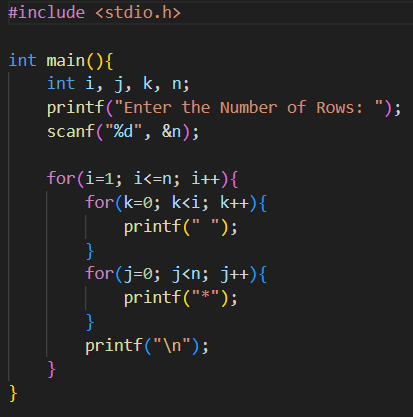 #include <stdio.h>
int main(){
    int i, j, k, n;
    printf("Enter the Number of Rows: ");
    scanf("%d", &n);
    for(i=1; i<=n; i++){
        for(k=0; k<i; k++){
            printf(" ");
        }
        for(j=0; j<n; j++){
            printf("*");
        }
        printf("\n");
    }
}